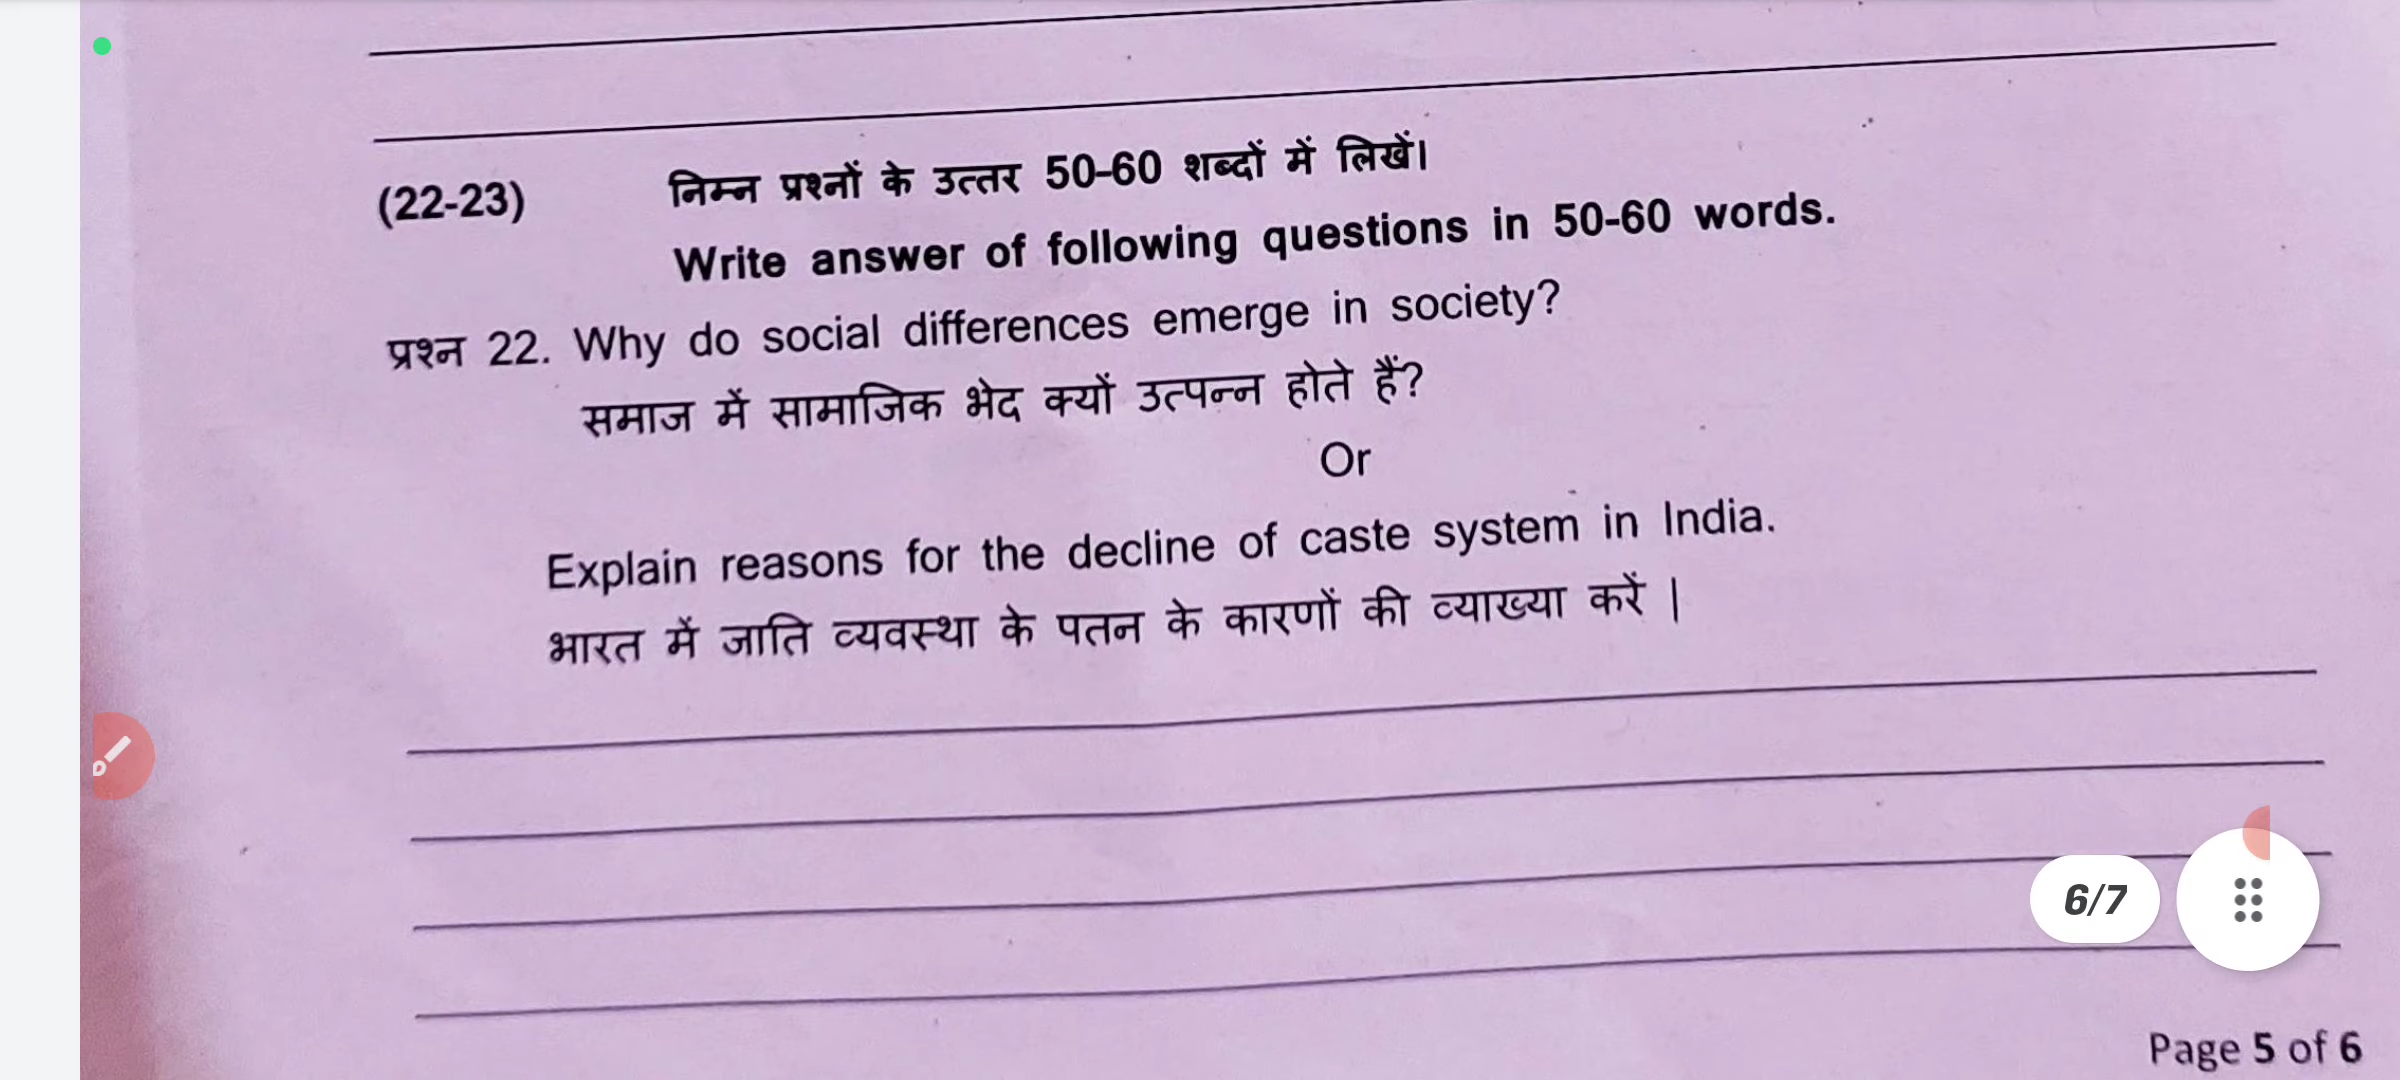 (22-23) निम्न प्रश्नों के उत्तर 50-60 शब्दों में लिखें।
Write answer of following questions in 50-60 words.
प्रश्न 22. Why do social differences emerge in society?
समाज में सामाजिक भेद क्यों उत्पन्न होते हैं?
Or
Explain reasons for the decline of caste system in India.
भारत में जाति व्यवस्था के पतन के कारणों की व्याख्या करें |
6/7
Page 5 of 6